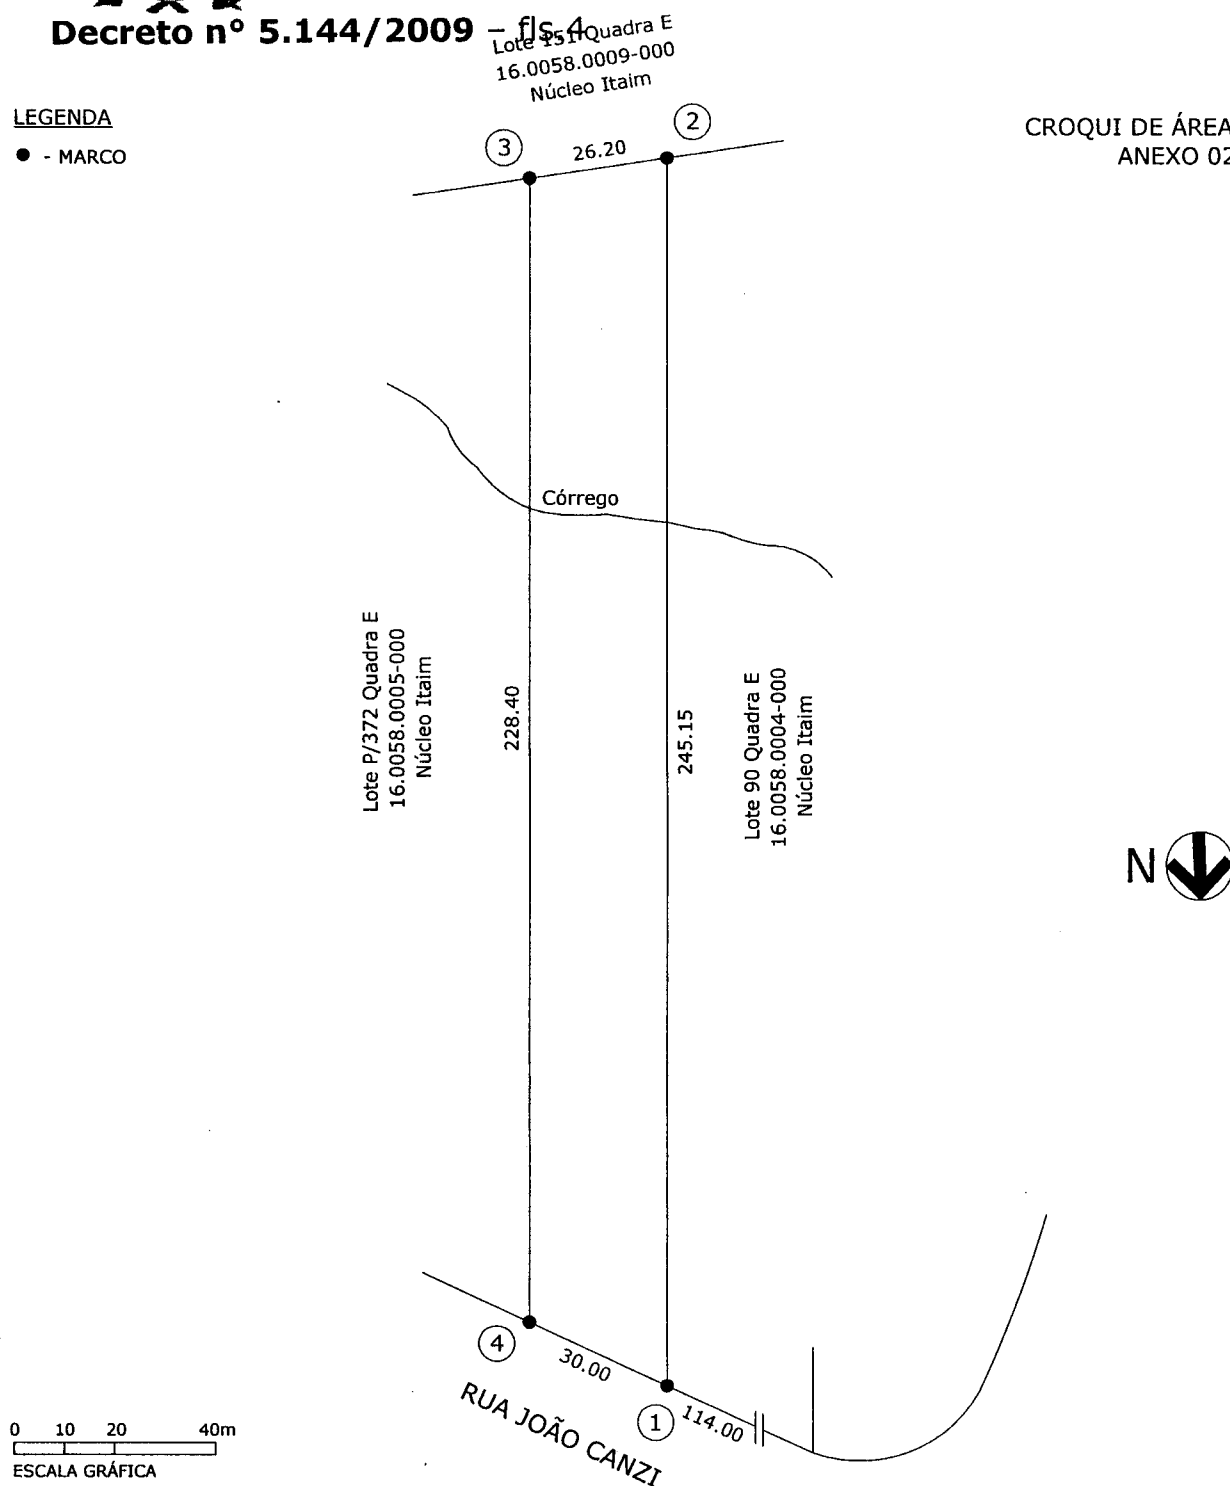 Decreto nº 5.144/2009 – fls.4
Lote 151 Quadra E
16.0058.0009-000
Núcleo Itaim
LEGENDA
- MARCO
CROQUI DE ÁREA
ANEXO 02
3
26.20
2
Córrego
Lote P/372 Quadra E
16.0058.0005-000
Núcleo Itaim
228.40
245.15
Lote 90 Quadra E
16.0058.0004-000
Núcleo Itaim
N
4
30.00
1
114.00
RUA JOÃO CANZI
0 10 20 40m
ESCALA GRÁFICA